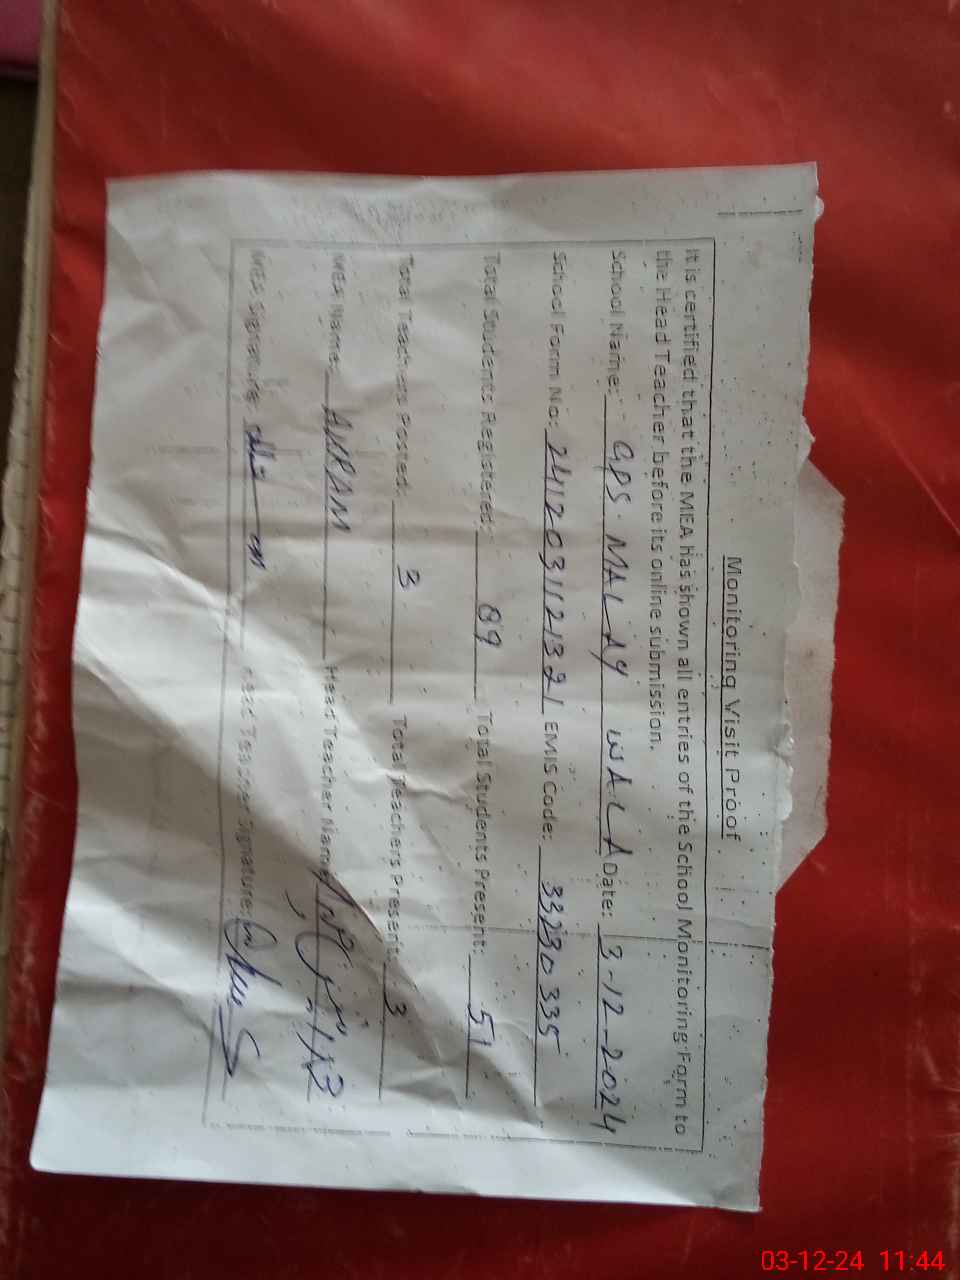 Monitoring Visit Proof
It is certified that the MEA has shown all entries of the School Monitoring Form to
the Head Teacher before its online submission.
School Name: GPS. MALAY WALA Date: 3-12-2024
School Form No: 2412031121321 EMIS Code: 33230335
Total Students Registered: 89 Total Students Present: 51
Total Teachers Posted: 3 Total Teachers Present: 3
MEA Name: AKRAM Head Teacher Name
MEA Signature: Head Teacher Signature:
03-12-24 11:44